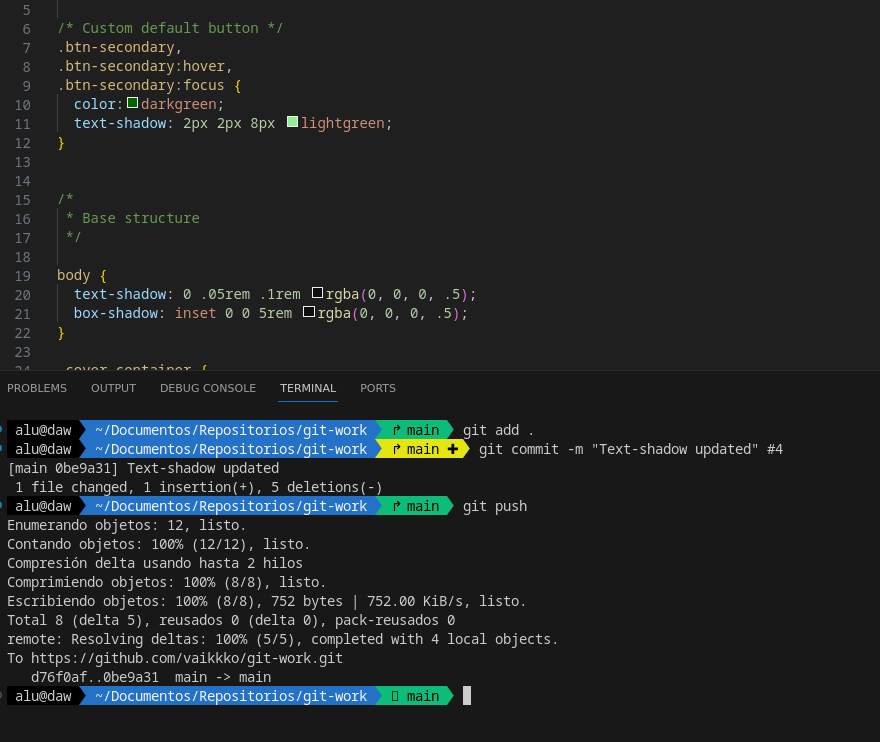 5
6 /* Custom default button */
7 .btn-secondary,
8 .btn-secondary:hover,
9 .btn-secondary:focus {
10 color: darkgreen;
11 text-shadow: 2px 2px 8px lightgreen;
12 }
13
14
15 /*
16 * Base structure
17 */
18
19 body {
20 text-shadow: 0 .05rem .1rem rgba(0, 0, 0, .5);
21 box-shadow: inset 0 0 5rem rgba(0, 0, 0, .5);
22 }
23
24 .cover-container {
PROBLEMS OUTPUT DEBUG CONSOLE TERMINAL PORTS
alu@daw ~/Documentos/Repositorios/git-work ↱ main git add .
alu@daw ~/Documentos/Repositorios/git-work ↱ main ✚ git commit -m "Text-shadow updated" #4
[main 0be9a31] Text-shadow updated
1 file changed, 1 insertion(+), 5 deletions(-)
alu@daw ~/Documentos/Repositorios/git-work ↱ main git push
Enumerando objetos: 12, listo.
Contando objetos: 100% (12/12), listo.
Compresión delta usando hasta 2 hilos
Comprimiendo objetos: 100% (8/8), listo.
Escribiendo objetos: 100% (8/8), 752 bytes | 752.00 KiB/s, listo.
Total 8 (delta 5), reusados 0 (delta 0), pack-reusados 0
remote: Resolving deltas: 100% (5/5), completed with 4 local objects.
To https://github.com/vaikkko/git-work.git
d76f0af..0be9a31 main -> main
alu@daw ~/Documentos/Repositorios/git-work main